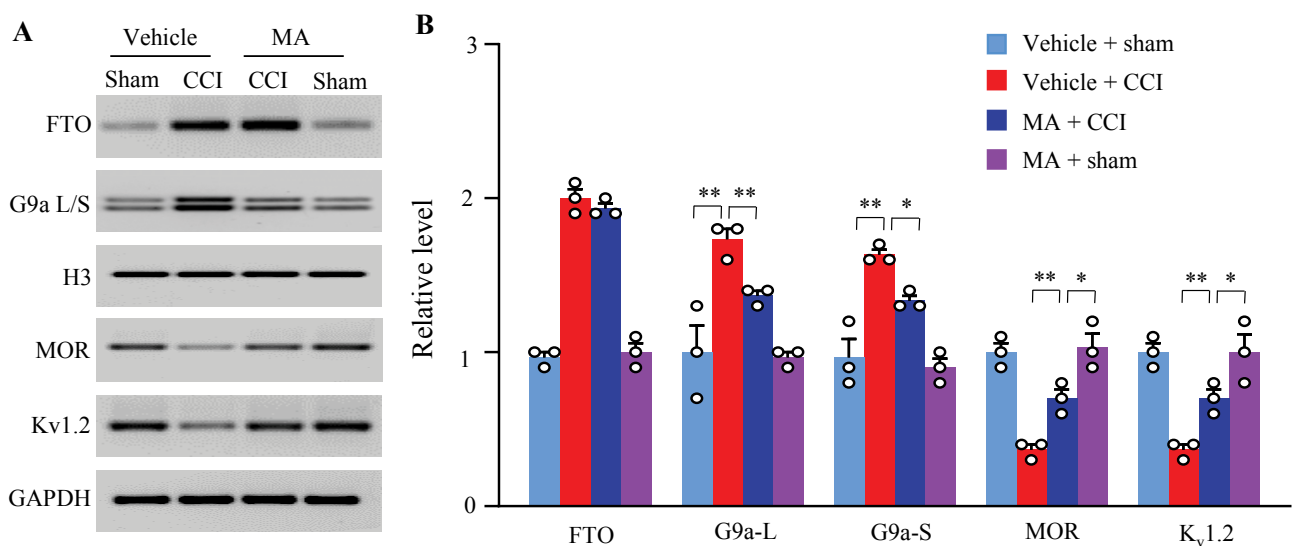 A
Vehicle MA
Sham CCI CCI Sham
FTO
G9a L/S
H3
MOR
Kv1.2
GAPDH
B
3
2
1
0
Relative level
Vehicle + sham
Vehicle + CCI
MA + CCI
MA + sham
** **
** *
** *
** *
FTO G9a-L G9a-S MOR Kv1.2